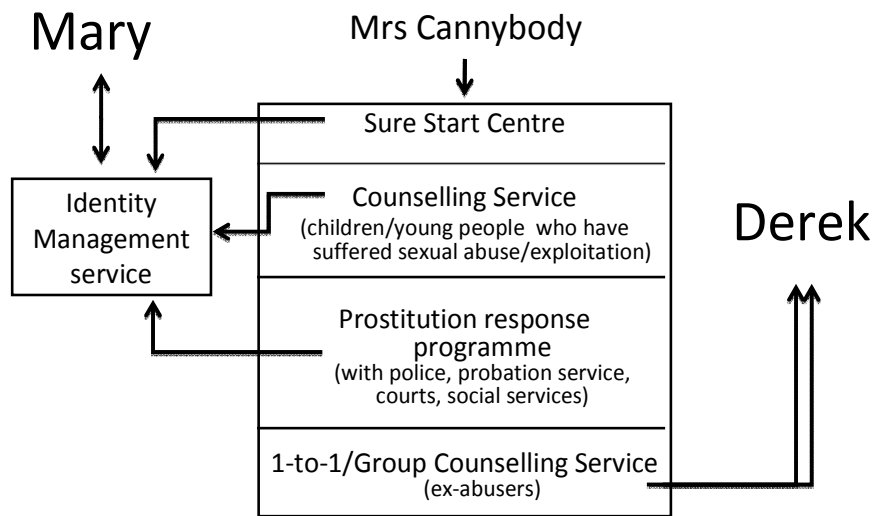 Mary
Mrs Cannybody
Sure Start Centre
Identity
Management
service
Counselling Service
(children/young people who have
suffered sexual abuse/exploitation)
Derek
Prostitution response
programme
(with police, probation service,
courts, social services)
1-to-1/Group Counselling Service
(ex-abusers)